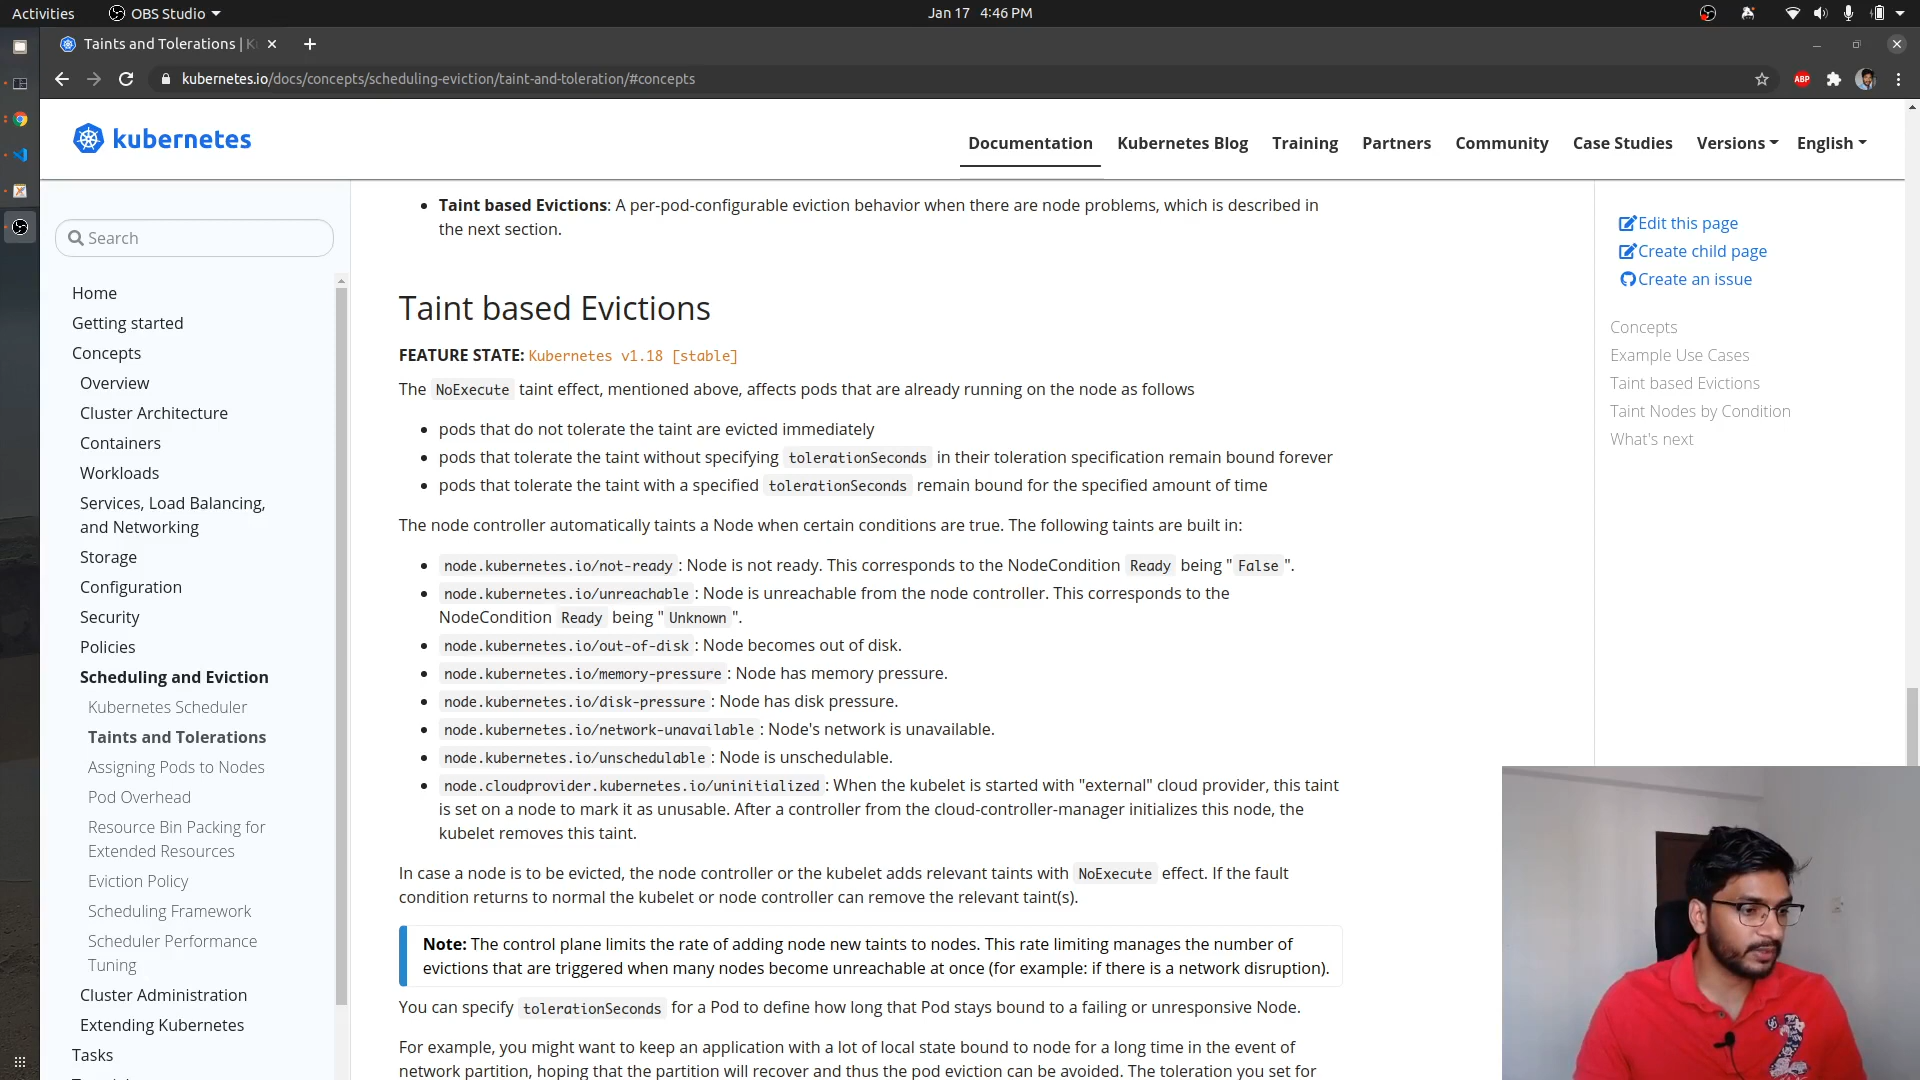 Activities
OBS Studio
Jan 17 4:46 PM
Taints and Tolerations | K
kubernetes.io/docs/concepts/scheduling-eviction/taint-and-toleration/#concepts
ABP
kubernetes
Documentation
Kubernetes Blog
Training
Partners
Community
Case Studies
Versions
English
Search
Home
Getting started
Concepts
Overview
Cluster Architecture
Containers
Workloads
Services, Load Balancing,
and Networking
Storage
Configuration
Security
Policies
Scheduling and Eviction
Kubernetes Scheduler
Taints and Tolerations
Assigning Pods to Nodes
Pod Overhead
Resource Bin Packing for
Extended Resources
Eviction Policy
Scheduling Framework
Scheduler Performance
Tuning
Cluster Administration
Extending Kubernetes
Tasks
Taint based Evictions: A per-pod-configurable eviction behavior when there are node problems, which is described in
the next section.
Taint based Evictions
FEATURE STATE: Kubernetes v1.18 [stable]
The NoExecute taint effect, mentioned above, affects pods that are already running on the node as follows
pods that do not tolerate the taint are evicted immediately
pods that tolerate the taint without specifying tolerationSeconds in their toleration specification remain bound forever
pods that tolerate the taint with a specified tolerationSeconds remain bound for the specified amount of time
The node controller automatically taints a Node when certain conditions are true. The following taints are built in:
node.kubernetes.io/not-ready : Node is not ready. This corresponds to the NodeCondition Ready being "False".
node.kubernetes.io/unreachable : Node is unreachable from the node controller. This corresponds to the
NodeCondition Ready being "Unknown".
node.kubernetes.io/out-of-disk : Node becomes out of disk.
node.kubernetes.io/memory-pressure : Node has memory pressure.
node.kubernetes.io/disk-pressure : Node has disk pressure.
node.kubernetes.io/network-unavailable : Node's network is unavailable.
node.kubernetes.io/unschedulable : Node is unschedulable.
node.cloudprovider.kubernetes.io/uninitialized : When the kubelet is started with "external" cloud provider, this taint
is set on a node to mark it as unusable. After a controller from the cloud-controller-manager initializes this node, the
kubelet removes this taint.
In case a node is to be evicted, the node controller or the kubelet adds relevant taints with NoExecute effect. If the fault
condition returns to normal the kubelet or node controller can remove the relevant taint(s).
Note: The control plane limits the rate of adding node new taints to nodes. This rate limiting manages the number of
evictions that are triggered when many nodes become unreachable at once (for example: if there is a network disruption).
You can specify tolerationSeconds for a Pod to define how long that Pod stays bound to a failing or unresponsive Node.
For example, you might want to keep an application with a lot of local state bound to node for a long time in the event of
network partition, hoping that the partition will recover and thus the pod eviction can be avoided. The toleration you set for
Edit this page
Create child page
Create an issue
Concepts
Example Use Cases
Taint based Evictions
Taint Nodes by Condition
What's next